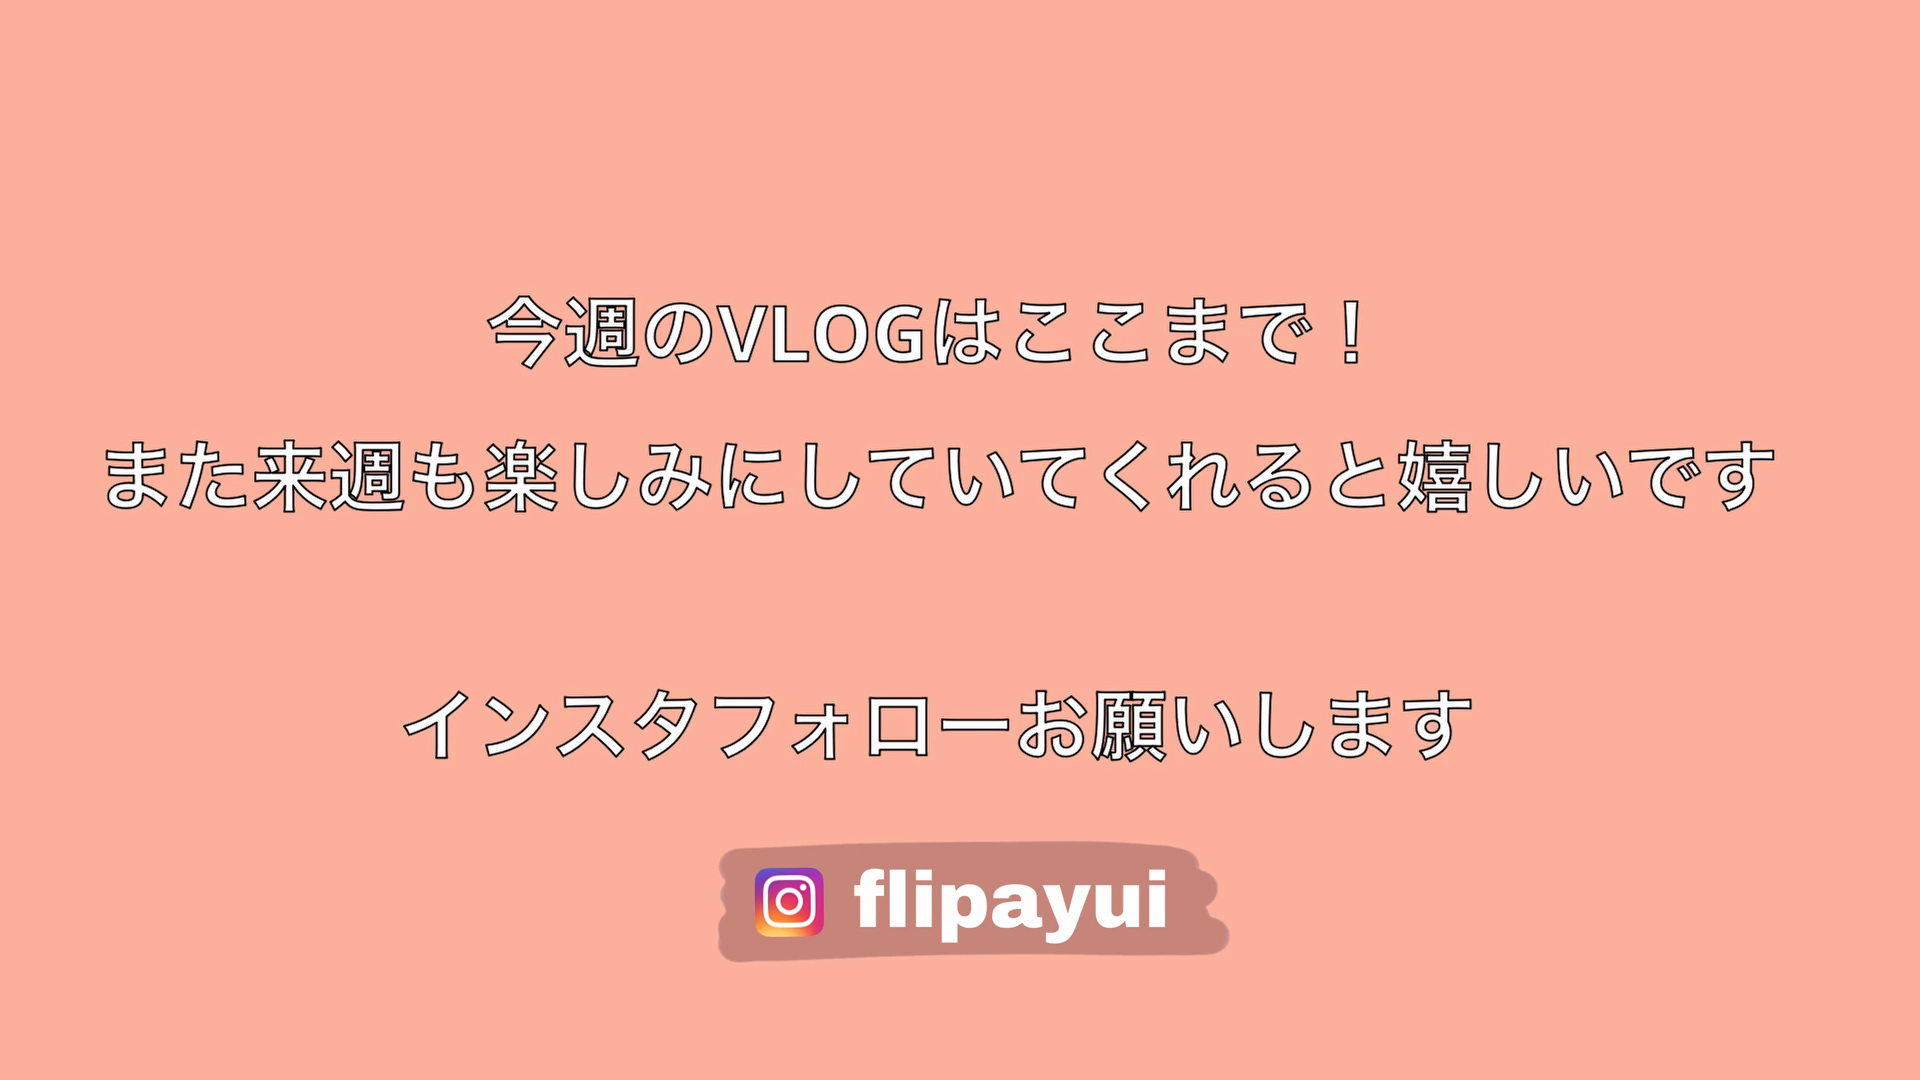 今週のVLOGはここまで！
また来週も楽しみにしていてくれると嬉しいです
インスタフォローお願いします
flipayui